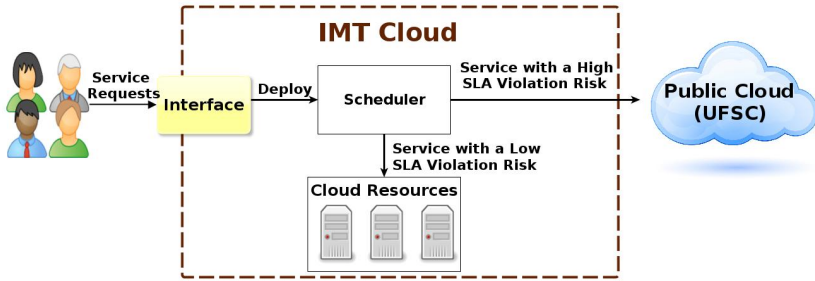 IMT Cloud
Service
Requests
Interface
Deploy
Scheduler
Service with a High
SLA Violation Risk
Public Cloud
(UFSC)
Service with a Low
SLA Violation Risk
Cloud Resources